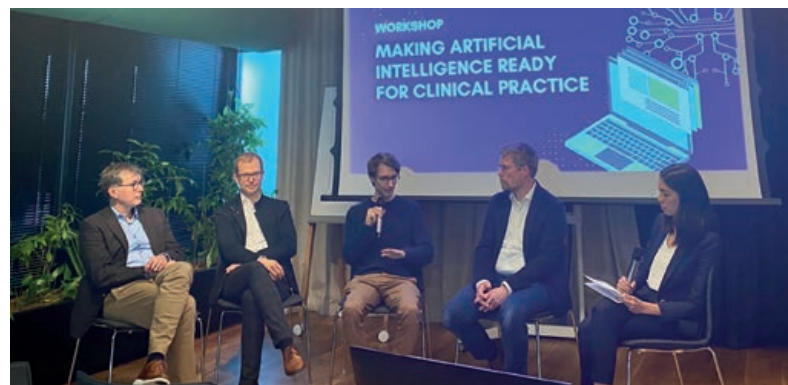 WORKSHOP
MAKING ARTIFICIAL
INTELLIGENCE READY
FOR CLINICAL PRACTICE